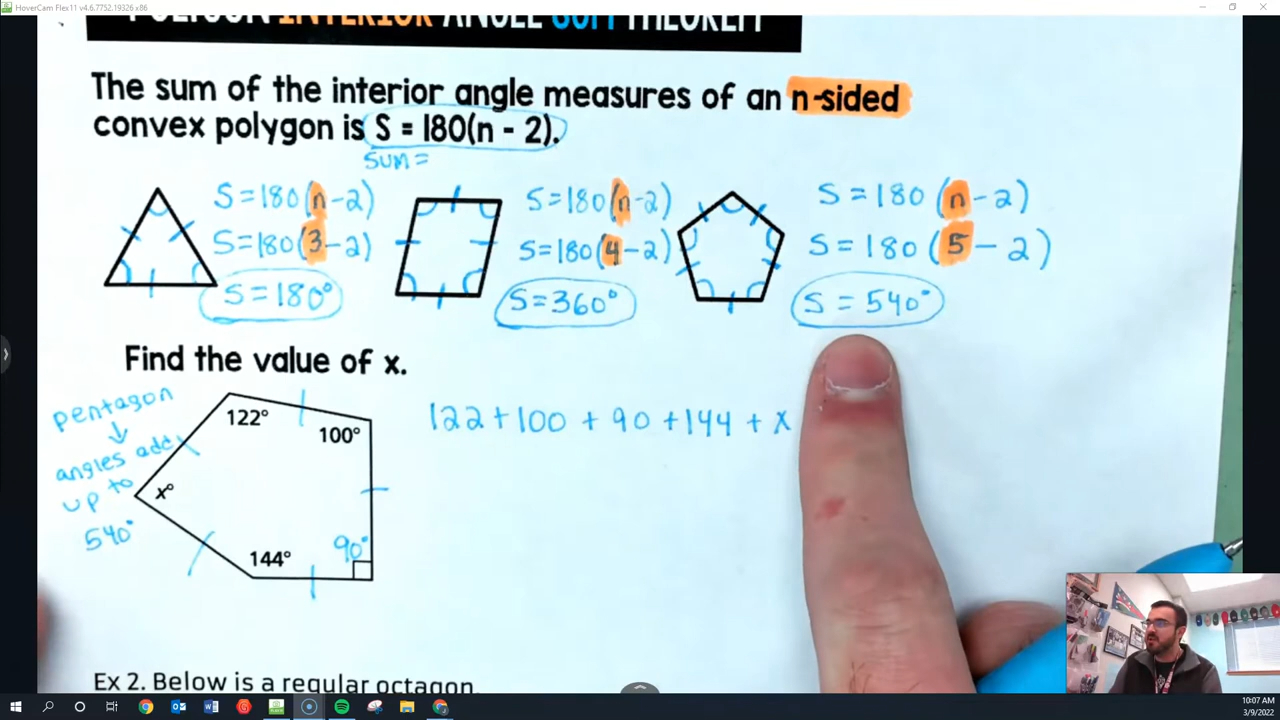 HoverCam Flex11 v4.6.7752.19326 x86
POLYGON INTERIOR ANGLE SUM THEOREM
The sum of the interior angle measures of an n-sided
convex polygon is S = 180(n - 2).
SUM =
S=180(n-2)
S=180(3-2)
S=180°
S=180(n-2)
S=180(4-2)
S=360°
S=180(n-2)
S=180(5-2)
S=540°
Find the value of x.
pentagon
angles add
up to
540°
122°
100°
x°
144°
90°
122+100+90+144+x
Ex 2. Below is a regular octagon.
10:07 AM
3/9/2022